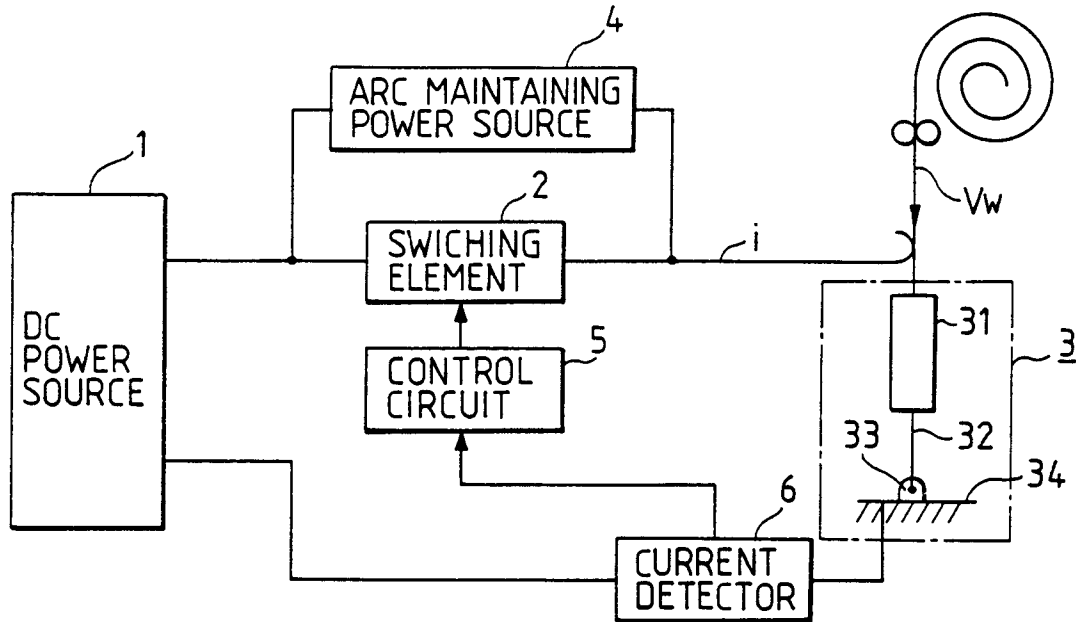 4
ARC MAINTAINING
POWER SOURCE
1
2
Vw
SWICHING
ELEMENT
i
DC
POWER
SOURCE
5
CONTROL
CIRCUIT
31
3
33
32
34
6
CURRENT
DETECTOR